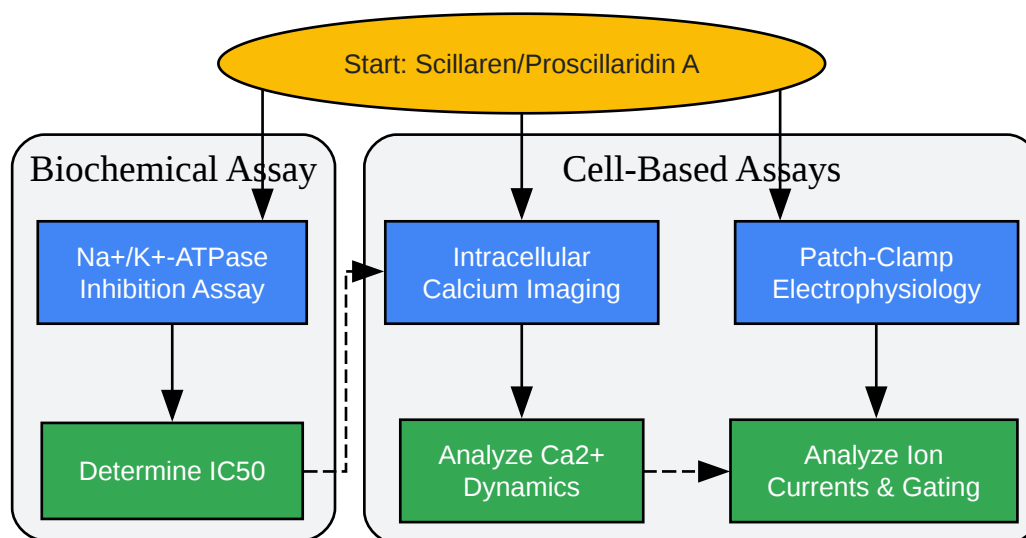 Start: Scillaren/Proscillaridin A
Biochemical Assay
Cell-Based Assays
Na+/K+-ATPase
Inhibition Assay
Intracellular
Calcium Imaging
Patch-Clamp
Electrophysiology
Determine IC50
Analyze Ca2+
Dynamics
Analyze Ion
Currents & Gating